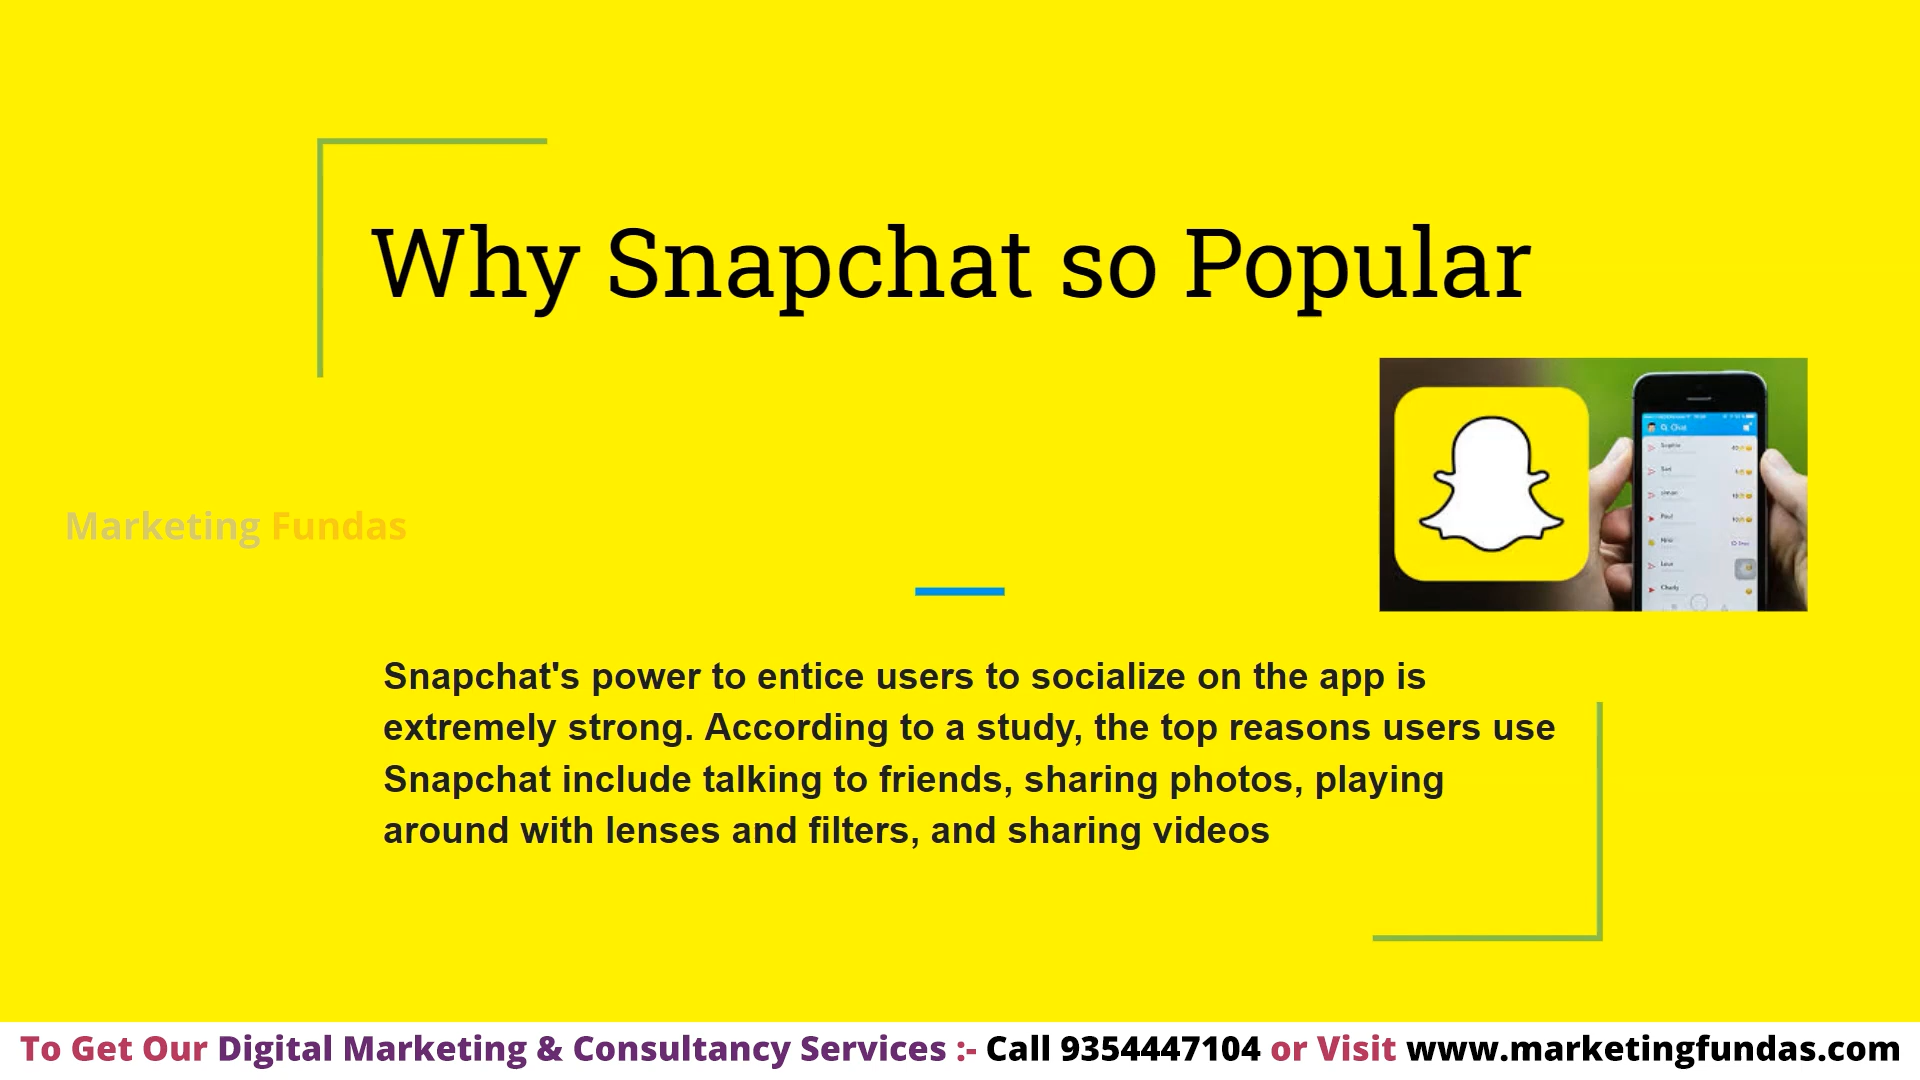 Why Snapchat so Popular
Chat
Marketing Fundas
Snapchat's power to entice users to socialize on the app is
extremely strong. According to a study, the top reasons users use
Snapchat include talking to friends, sharing photos, playing
around with lenses and filters, and sharing videos
To Get Our Digital Marketing & Consultancy Services :- Call 9354447104 or Visit www.marketingfundas.com